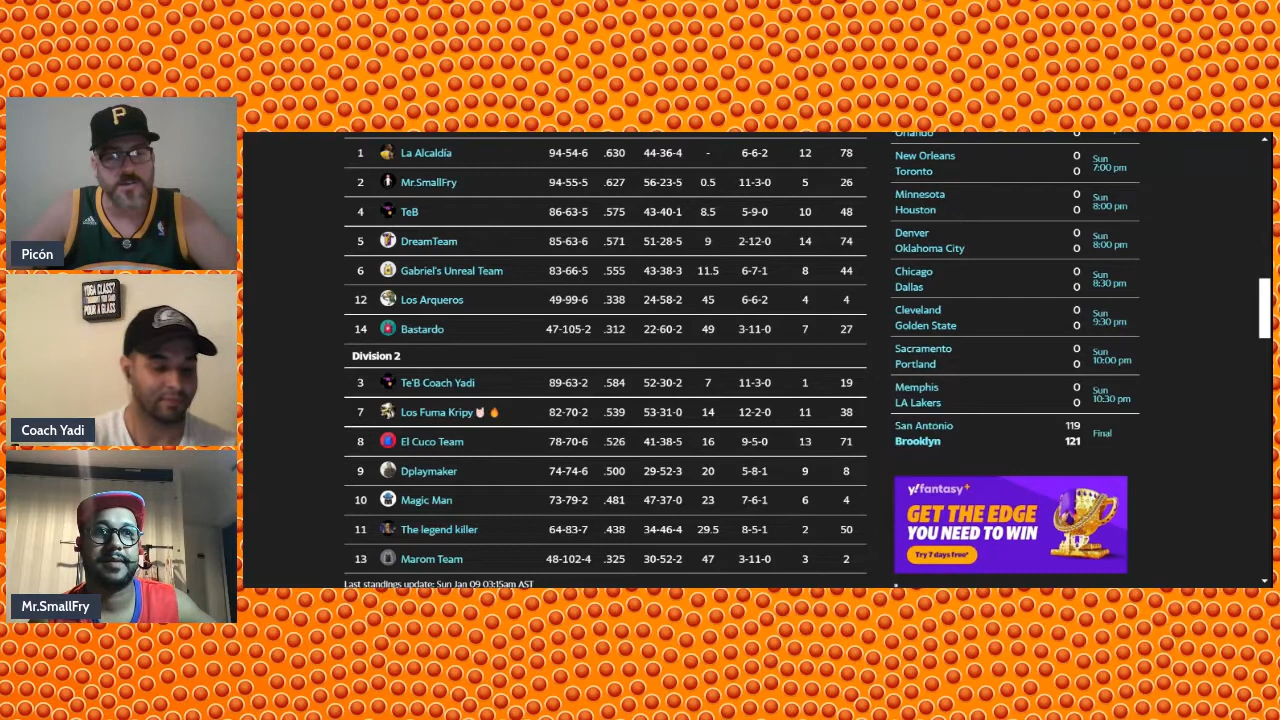 P
Picón
YOGA CLASS?
I THOUGHT YOU SAID
POUR A GLASS
Coach Yadi
Mr.SmallFry
1 La Alcaldía 94-54-6 .630 44-36-4 - 6-6-2 12 78
2 Mr.SmallFry 94-55-5 .627 56-23-5 0.5 11-3-0 5 26
4 TeB 86-63-5 .575 43-40-1 8.5 5-9-0 10 48
5 DreamTeam 85-63-6 .571 51-28-5 9 2-12-0 14 74
6 Gabriel's Unreal Team 83-66-5 .555 43-38-3 11.5 6-7-1 8 44
12 Los Arqueros 49-99-6 .338 24-58-2 45 6-6-2 4 4
14 Bastardo 47-105-2 .312 22-60-2 49 3-11-0 7 27
Division 2
3 Te'B Coach Yadi 89-63-2 .584 52-30-2 7 11-3-0 1 19
7 Los Fuma Kripy 82-70-2 .539 53-31-0 14 12-2-0 11 38
8 El Cuco Team 78-70-6 .526 41-38-5 16 9-5-0 13 71
9 Dplaymaker 74-74-6 .500 29-52-3 20 5-8-1 9 8
10 Magic Man 73-79-2 .481 47-37-0 23 7-6-1 6 4
11 The legend killer 64-83-7 .438 34-46-4 29.5 8-5-1 2 50
13 Marom Team 48-102-4 .325 30-52-2 47 3-11-0 3 2
Last standings update: Sun Jan 09 03:15am AST
Orlando 0
New Orleans 0
Toronto 0
Sun
7:00 pm
Minnesota 0
Houston 0
Sun
8:00 pm
Denver 0
Oklahoma City 0
Sun
8:00 pm
Chicago 0
Dallas 0
Sun
8:30 pm
Cleveland 0
Golden State 0
Sun
9:30 pm
Sacramento 0
Portland 0
Sun
10:00 pm
Memphis 0
LA Lakers 0
Sun
10:30 pm
San Antonio 119
Brooklyn 121
Final
y!fantasy+
GET THE EDGE
YOU NEED TO WIN
Try 7 days free*